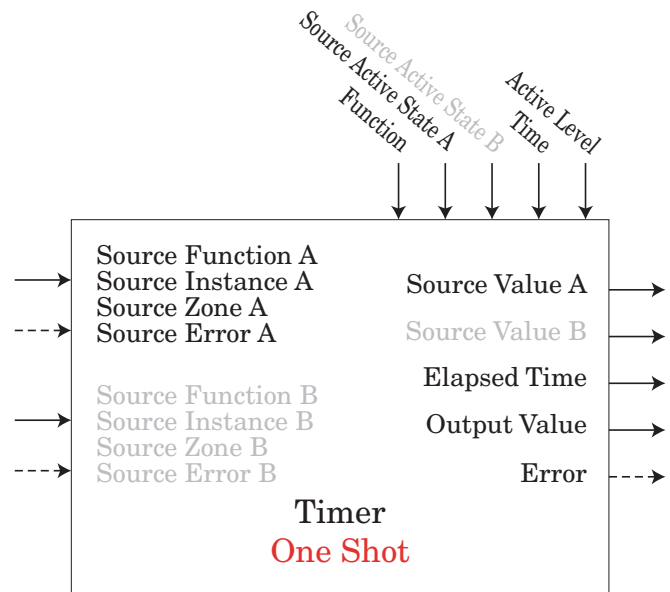 Function
Source Active State A
Source Active State B
Time
Active Level
Source Function A
Source Instance A
Source Zone A
Source Error A
Source Function B
Source Instance B
Source Zone B
Source Error B
Source Value A
Source Value B
Elapsed Time
Output Value
Error
Timer
One Shot